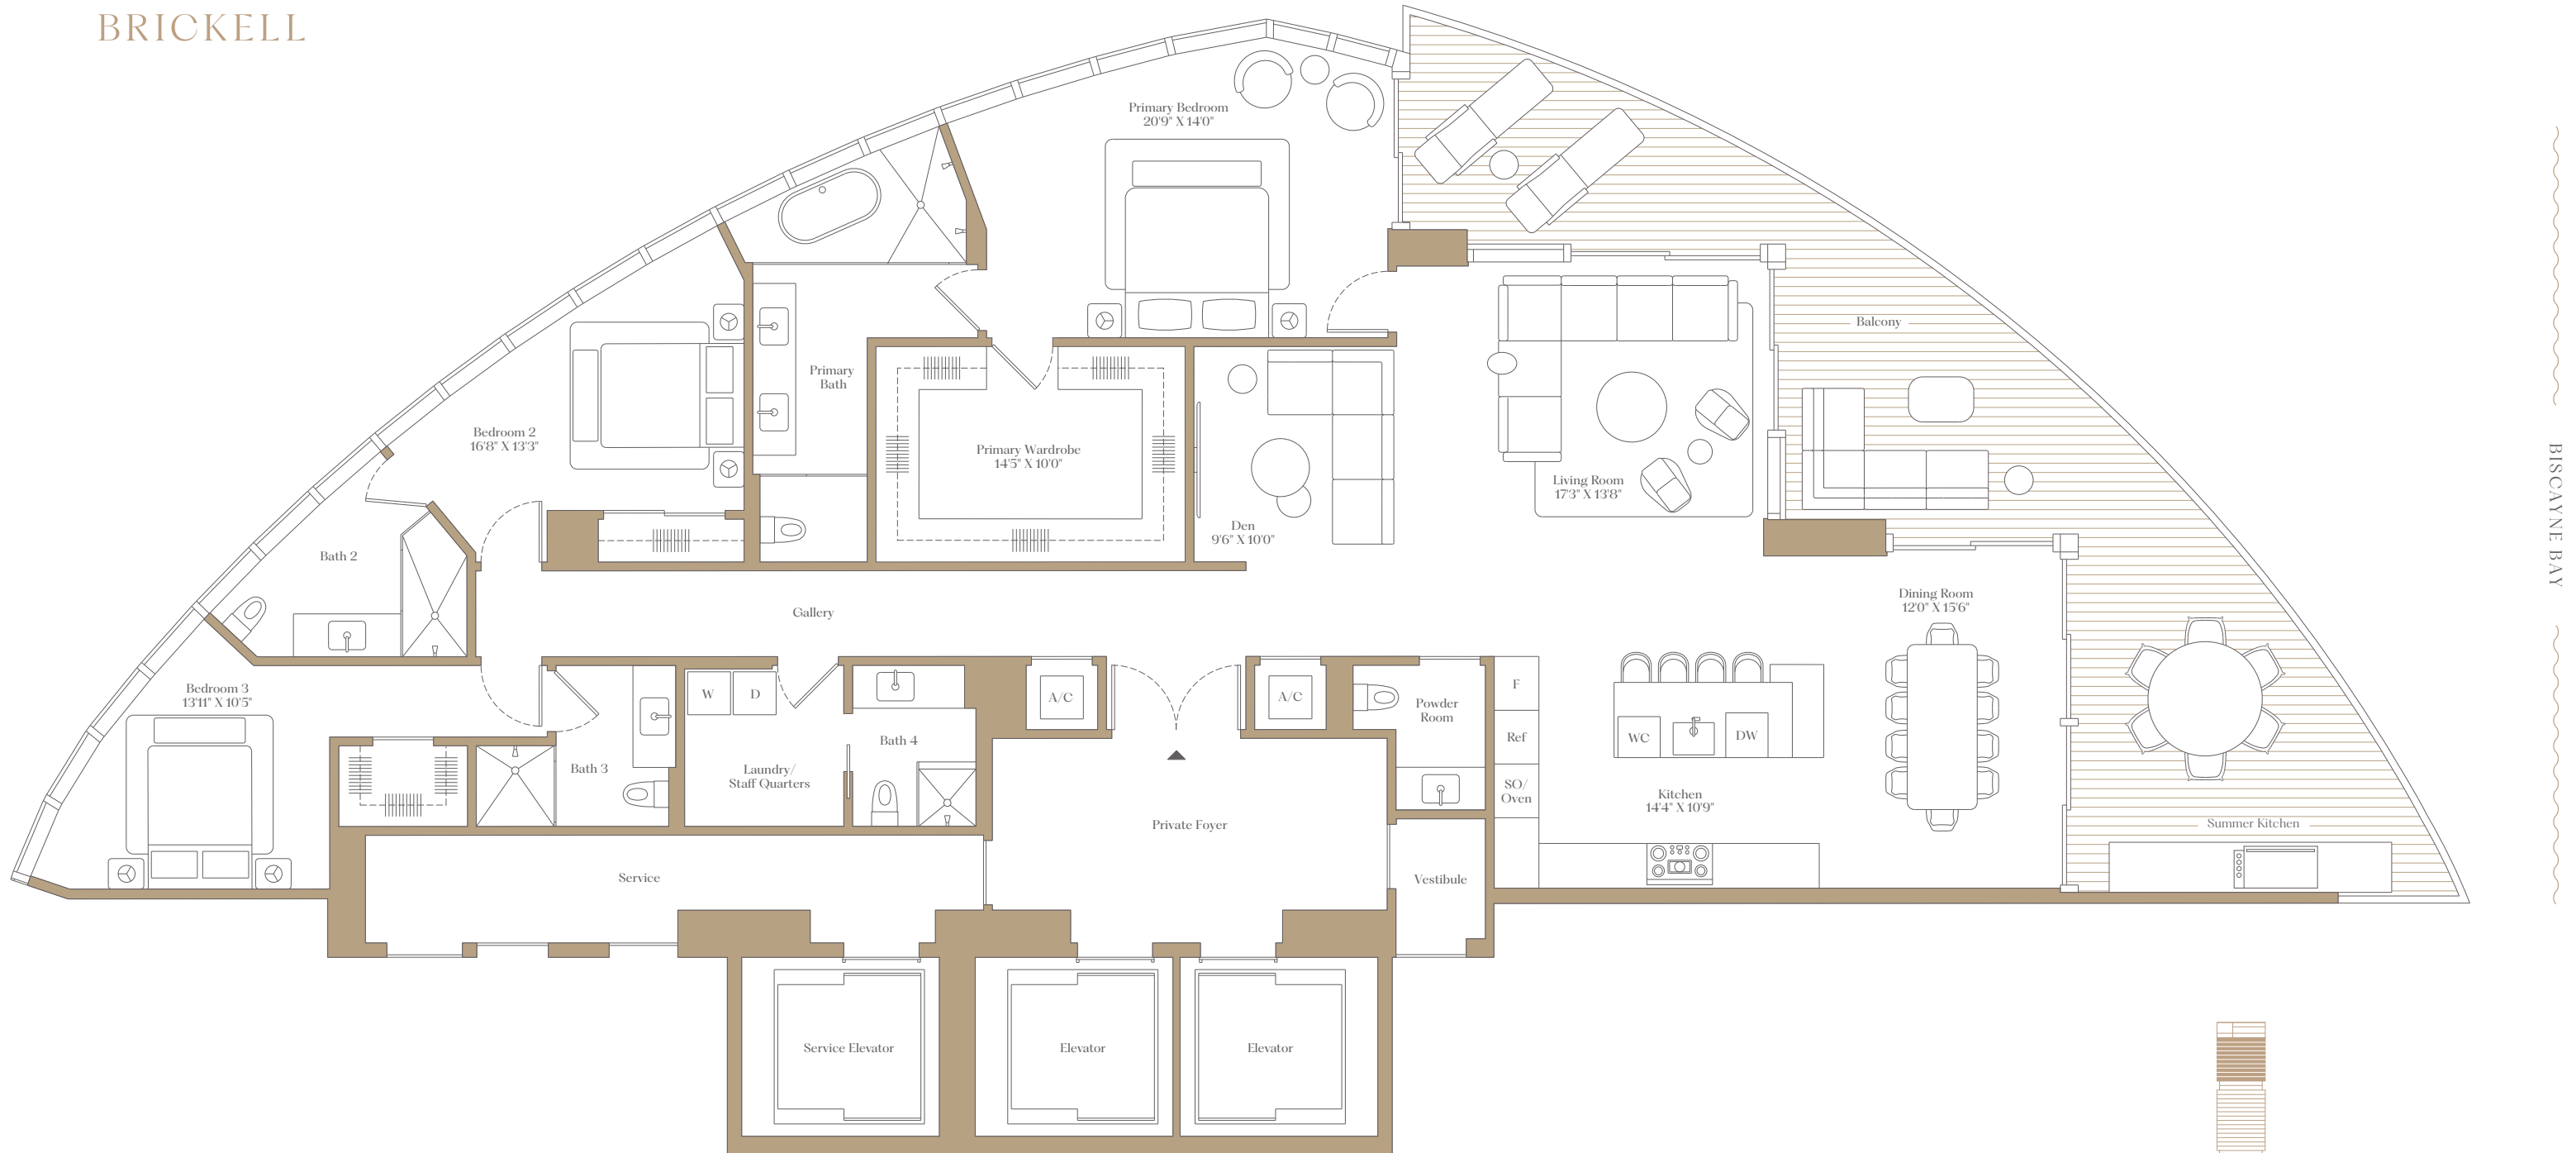 BRICKELL
Primary Bedroom
20'9" X 14'0"
Balcony
Primary
Bath
Bedroom 2
16'8" X 13'3"
Primary Wardrobe
14'5" X 10'0"
Living Room
17'3" X 13'8"
Den
9'6" X 10'0"
BISCAYNE BAY
Bath 2
Gallery
Dining Room
12'0" X 15'6"
Bedroom 3
13'11" X 10'5"
W
D
A/C
A/C
Powder
Room
F
Ref
SO/
Oven
WC
DW
Bath 3
Laundry/
Staff Quarters
Bath 4
Kitchen
14'4" X 10'9"
Private Foyer
Summer Kitchen
Service
Vestibule
Service Elevator
Elevator
Elevator